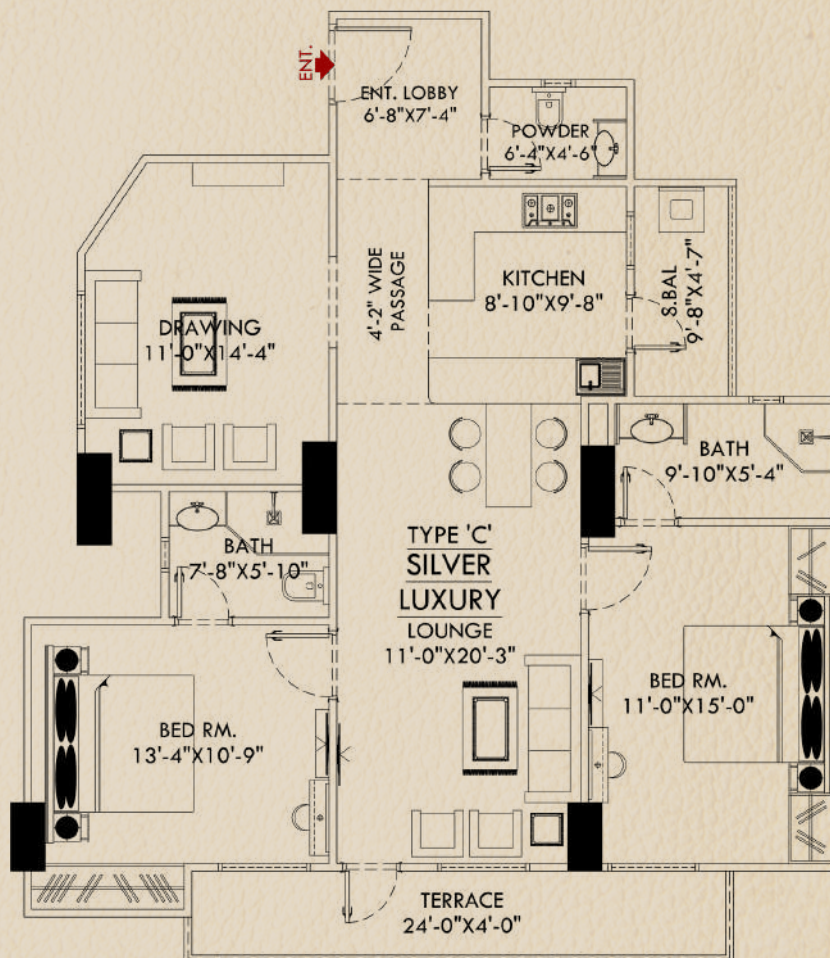 ENT.
ENT. LOBBY
6'-8"X7'-4"
POWDER
6'-4"X4'-6"
4'-2" WIDE
PASSAGE
KITCHEN
8'-10"X9'-8"
S.BAL
9'-8"X4'-7"
DRAWING
11'-0"X14'-4"
BATH
9'-10"X5'-4"
TYPE 'C'
SILVER
LUXURY
LOUNGE
11'-0"X20'-3"
BATH
7'-8"X5'-10"
BED RM.
11'-0"X15'-0"
BED RM.
13'-4"X10'-9"
TERRACE
24'-0"X4'-0"